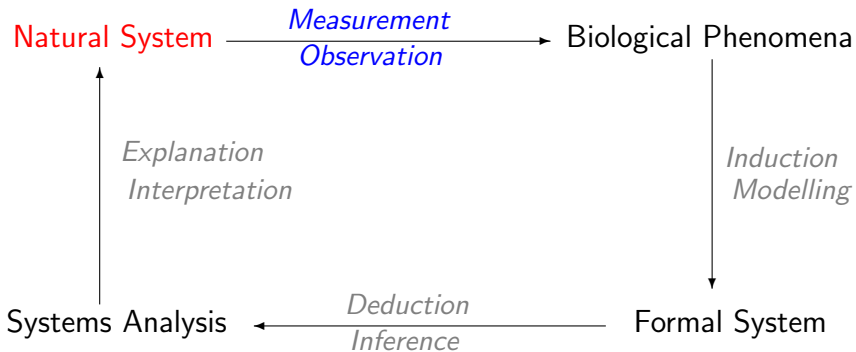 Natural System
Measurement
Observation
Biological Phenomena
Explanation
Interpretation
Induction
Modelling
Systems Analysis
Deduction
Inference
Formal System